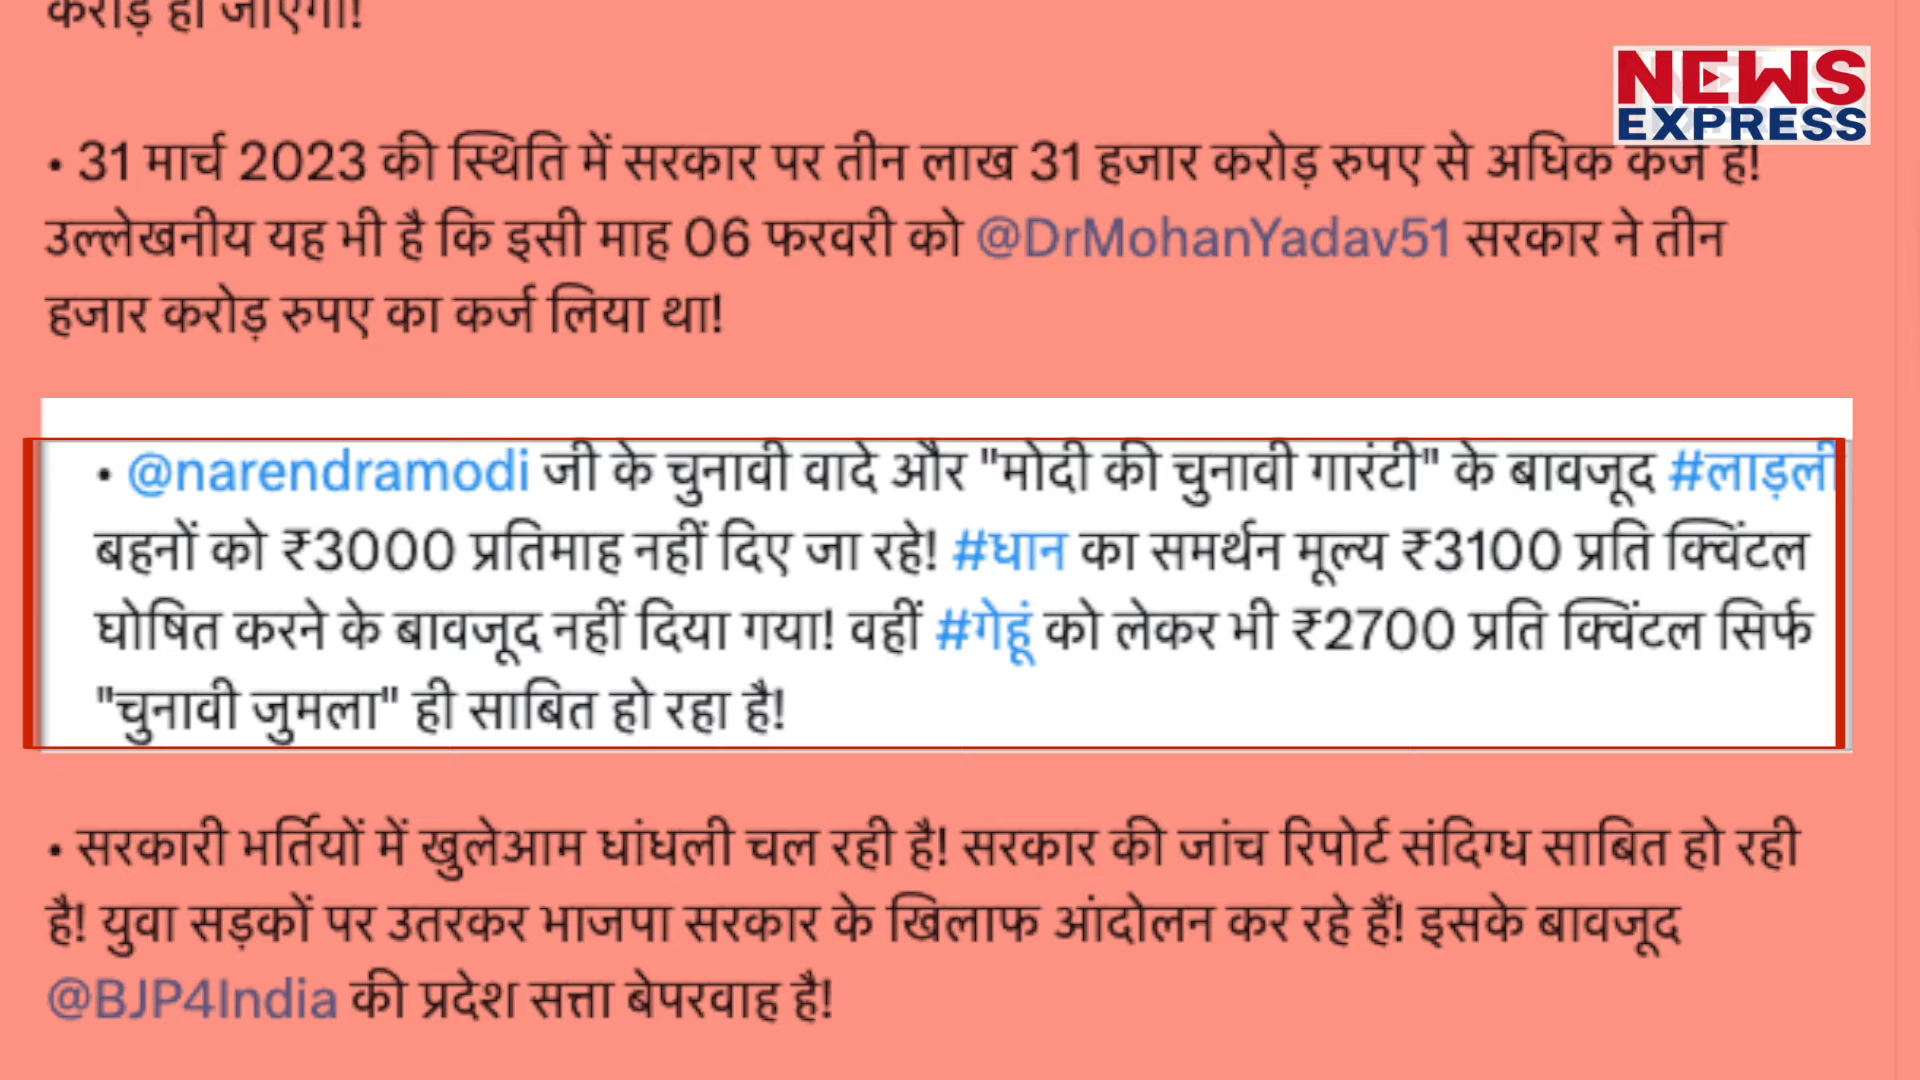 करोड़ हो जाएगा!
NEWS
EXPRESS
• 31 मार्च 2023 की स्थिति में सरकार पर तीन लाख 31 हजार करोड़ रुपए से अधिक कर्ज है!
उल्लेखनीय यह भी है कि इसी माह 06 फरवरी को @DrMohanYadav51 सरकार ने तीन
हजार करोड़ रुपए का कर्ज लिया था!
• @narendramodi जी के चुनावी वादे और "मोदी की चुनावी गारंटी" के बावजूद #लाड़ली
बहनों को ₹3000 प्रतिमाह नहीं दिए जा रहे! #धान का समर्थन मूल्य ₹3100 प्रति क्विंटल
घोषित करने के बावजूद नहीं दिया गया! वहीं #गेहूं को लेकर भी ₹2700 प्रति क्विंटल सिर्फ
"चुनावी जुमला" ही साबित हो रहा है!
• सरकारी भर्तियों में खुलेआम धांधली चल रही है! सरकार की जांच रिपोर्ट संदिग्ध साबित हो रही
है! युवा सड़कों पर उतरकर भाजपा सरकार के खिलाफ आंदोलन कर रहे हैं! इसके बावजूद
@BJP4India की प्रदेश सत्ता बेपरवाह है!